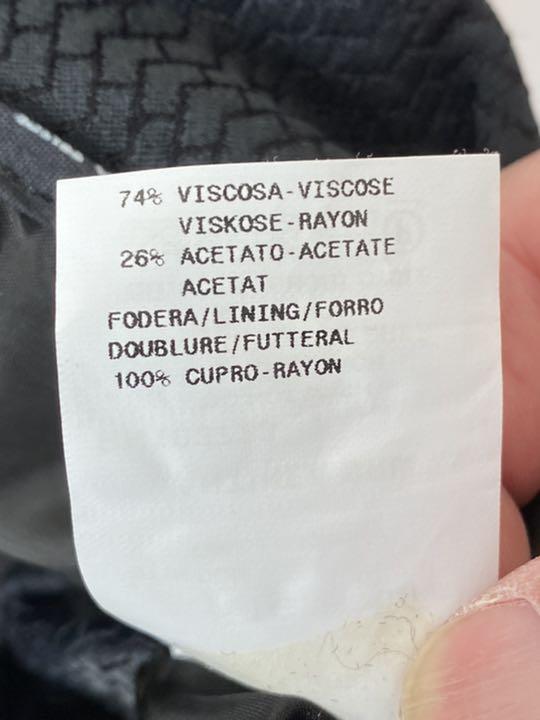 74% VISCOSA-VISCOSE
VISKOSE-RAYON
26% ACETATO-ACETATE
ACETAT
FODERA/LINING/FORRO
DOUBLURE/FUTTERAL
100% CUPRO-RAYON